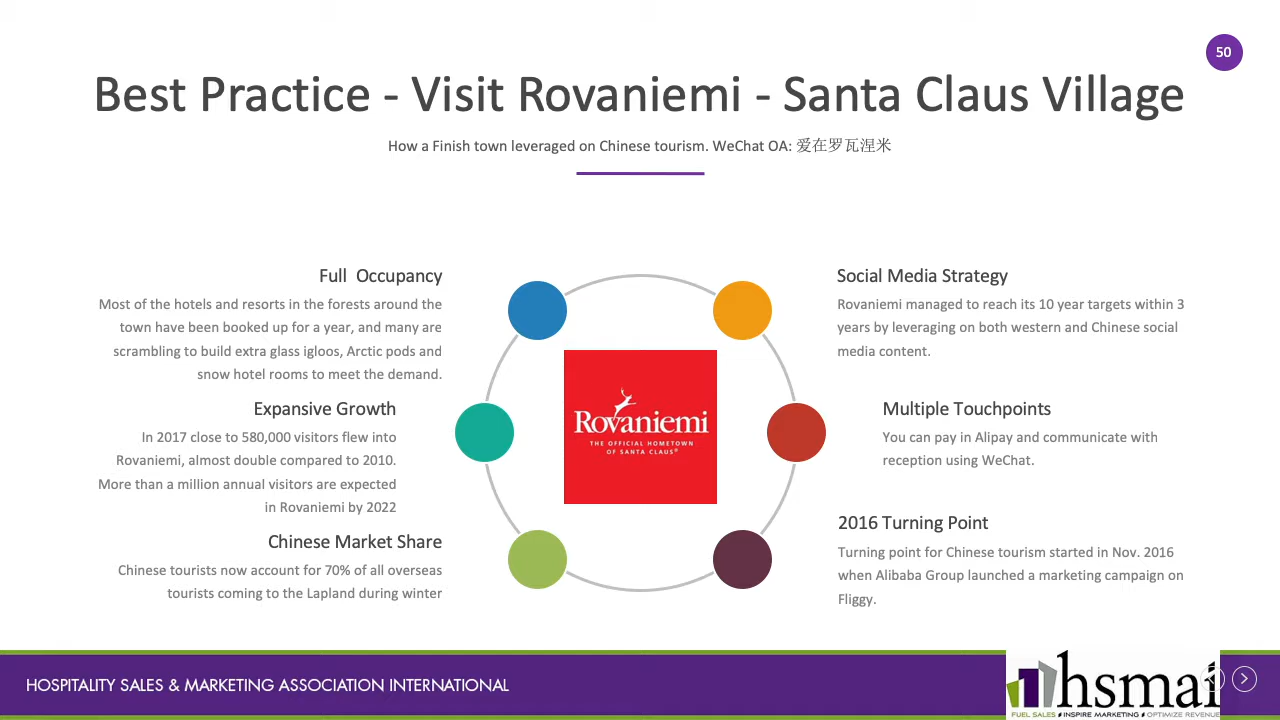 50
Best Practice - Visit Rovaniemi - Santa Claus Village
How a Finish town leveraged on Chinese tourism. WeChat OA: 爱在罗瓦涅米
Full  Occupancy
Most of the hotels and resorts in the forests around the
town have been booked up for a year, and many are
scrambling to build extra glass igloos, Arctic pods and
snow hotel rooms to meet the demand.
Expansive Growth
In 2017 close to 580,000 visitors flew into
Rovaniemi, almost double compared to 2010.
More than a million annual visitors are expected
in Rovaniemi by 2022
Chinese Market Share
Chinese tourists now account for 70% of all overseas
tourists coming to the Lapland during winter
Rovaniemi
THE OFFICIAL HOMETOWN
OF SANTA CLAUS®
Social Media Strategy
Rovaniemi managed to reach its 10 year targets within 3
years by leveraging on both western and Chinese social
media content.
Multiple Touchpoints
You can pay in Alipay and communicate with
reception using WeChat.
2016 Turning Point
Turning point for Chinese tourism started in Nov. 2016
when Alibaba Group launched a marketing campaign on
Fliggy.
HOSPITALITY SALES & MARKETING ASSOCIATION INTERNATIONAL
hsmai
FUEL SALES INSPIRE MARKETING OPTIMIZE REVENUE